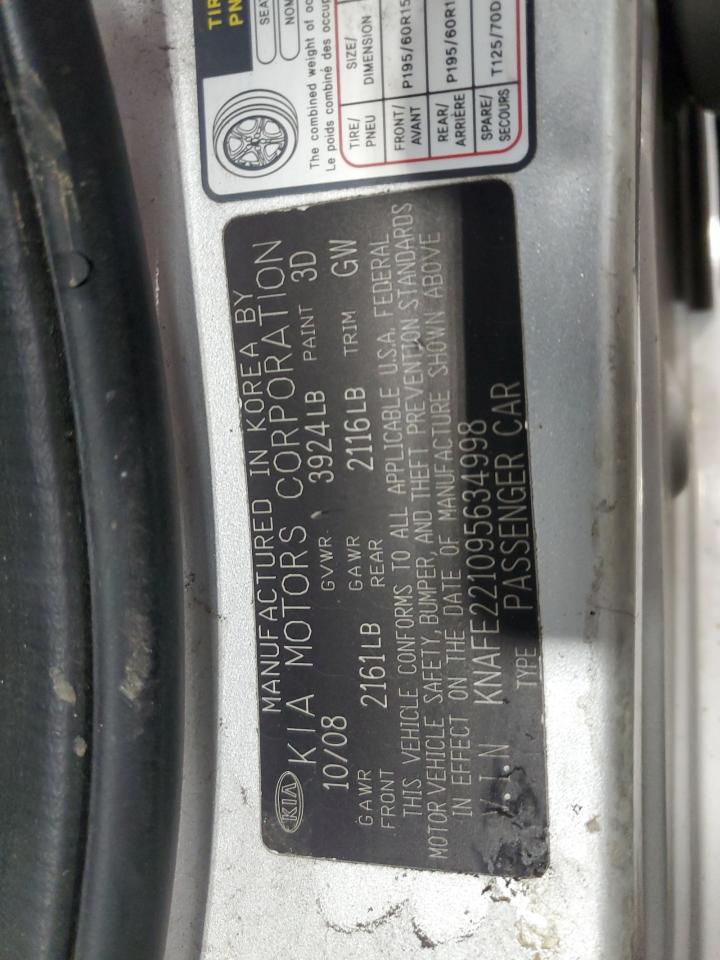 TIR
PN
SEAT
NOM
The combined weight of occ
Le poids combiné des occup
TIRE/ PNEU SIZE/ DIMENSION
FRONT/ AVANT P195/60R15
REAR/ ARRIÈRE P195/60R1
SPARE/ SECOURS T125/70D
MANUFACTURED IN KOREA BY
KIA KIA MOTORS CORPORATION
10/08 GVWR 3924LB PAINT 3D
GAWR FRONT 2161LB GAWR REAR 2116LB TRIM GW
THIS VEHICLE CONFORMS TO ALL APPLICABLE U.S.A. FEDERAL
MOTOR VEHICLE SAFETY, BUMPER, AND THEFT PREVENTION STANDARDS
IN EFFECT ON THE DATE OF MANUFACTURE SHOWN ABOVE
V.I.N KNAFE221095634998
TYPE PASSENGER CAR